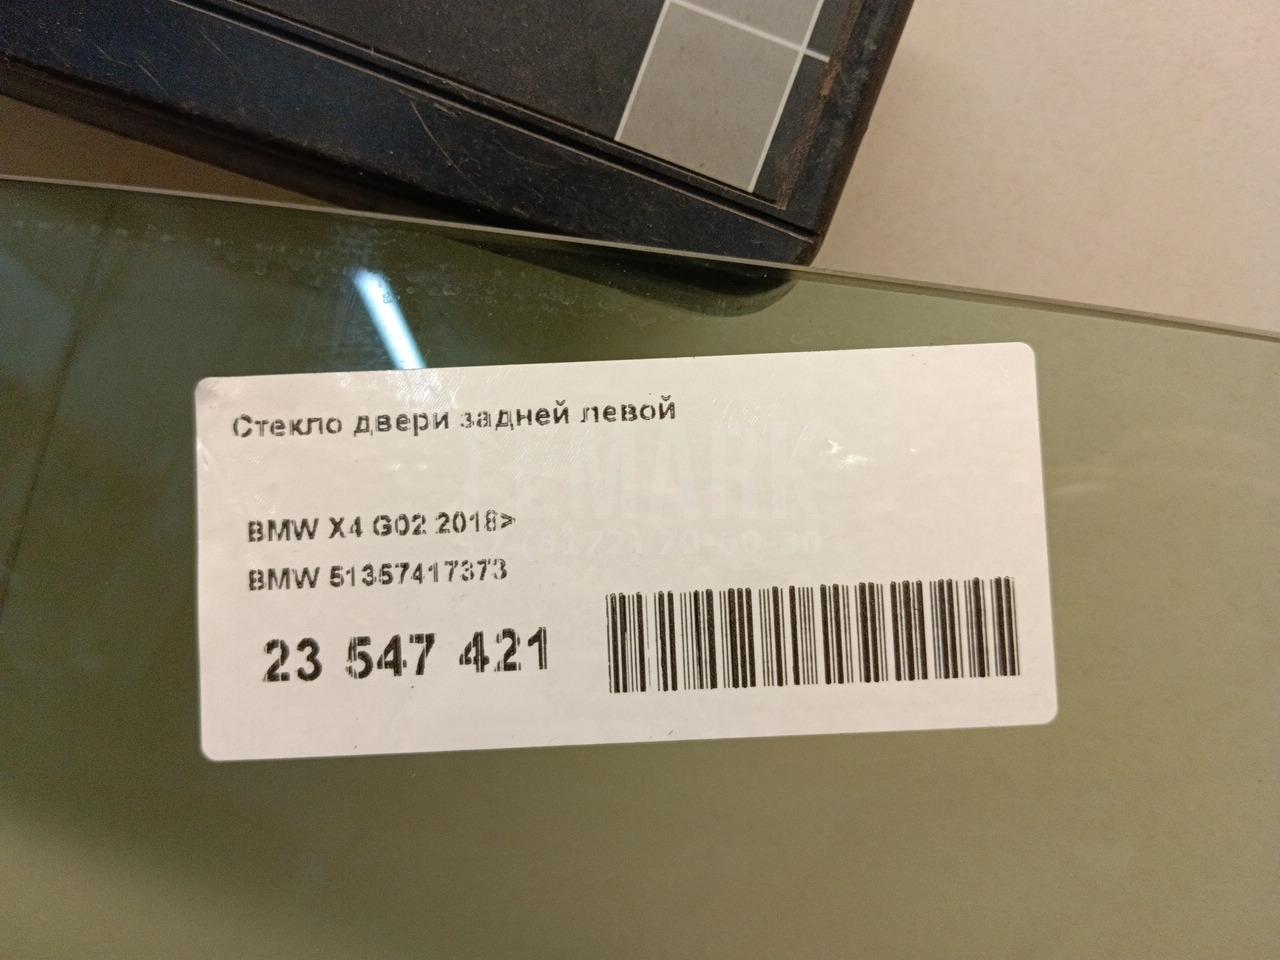 Стекло двери задней левой
BMW X4 G02 2018>
BMW 51357417373
23 547 421